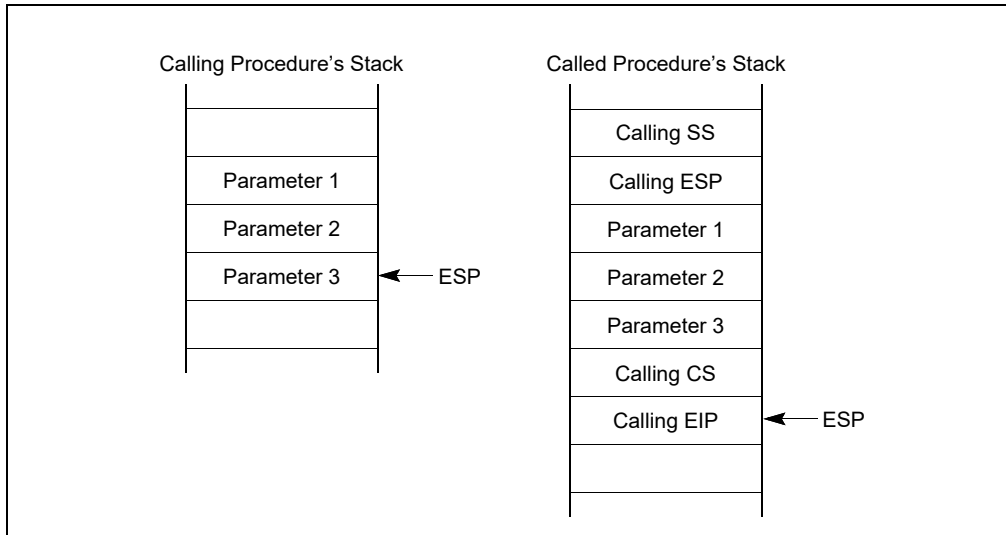 Calling Procedure’s Stack
Called Procedure’s Stack
Parameter 1
Parameter 2
Parameter 3
ESP
Calling SS
Calling ESP
Parameter 1
Parameter 2
Parameter 3
Calling CS
Calling EIP
ESP